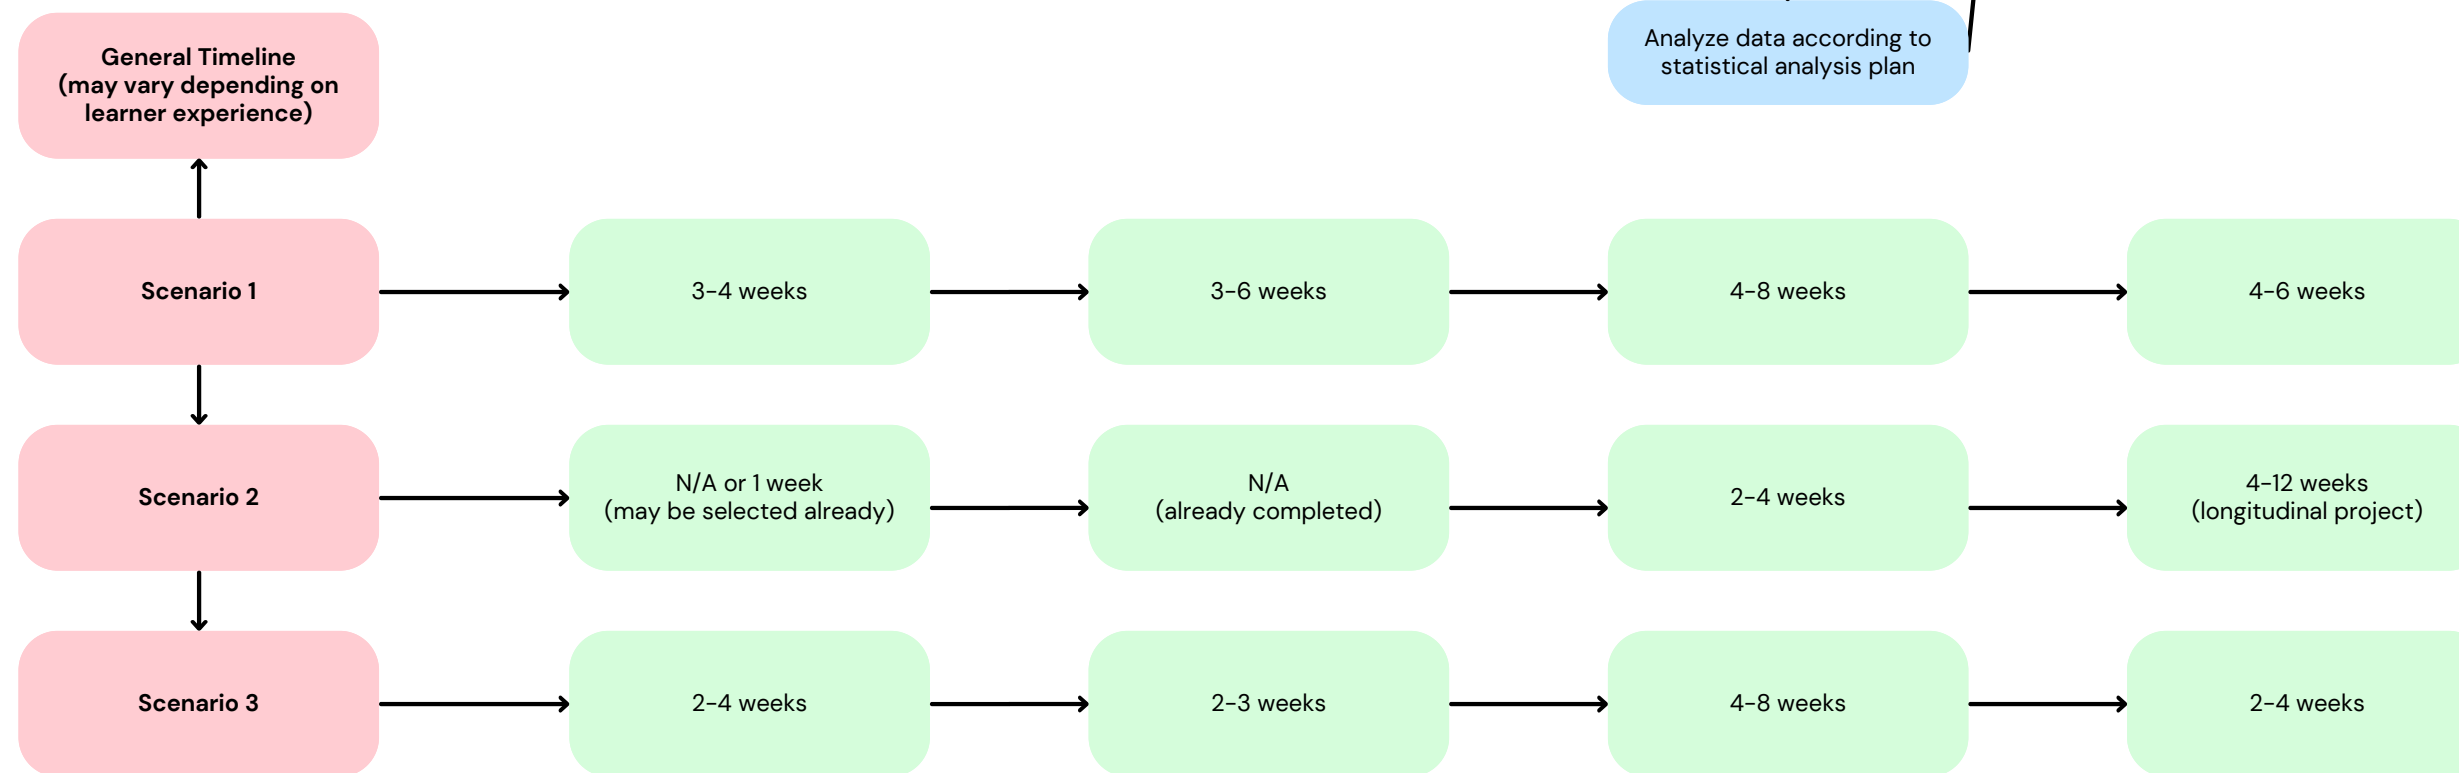 General Timeline
(may vary depending on
learner experience)
Analyze data according to
statistical analysis plan
Scenario 1
3-4 weeks
3-6 weeks
4-8 weeks
4-6 weeks
Scenario 2
N/A or 1 week
(may be selected already)
N/A
(already completed)
2-4 weeks
4-12 weeks
(longitudinal project)
Scenario 3
2-4 weeks
2-3 weeks
4-8 weeks
2-4 weeks